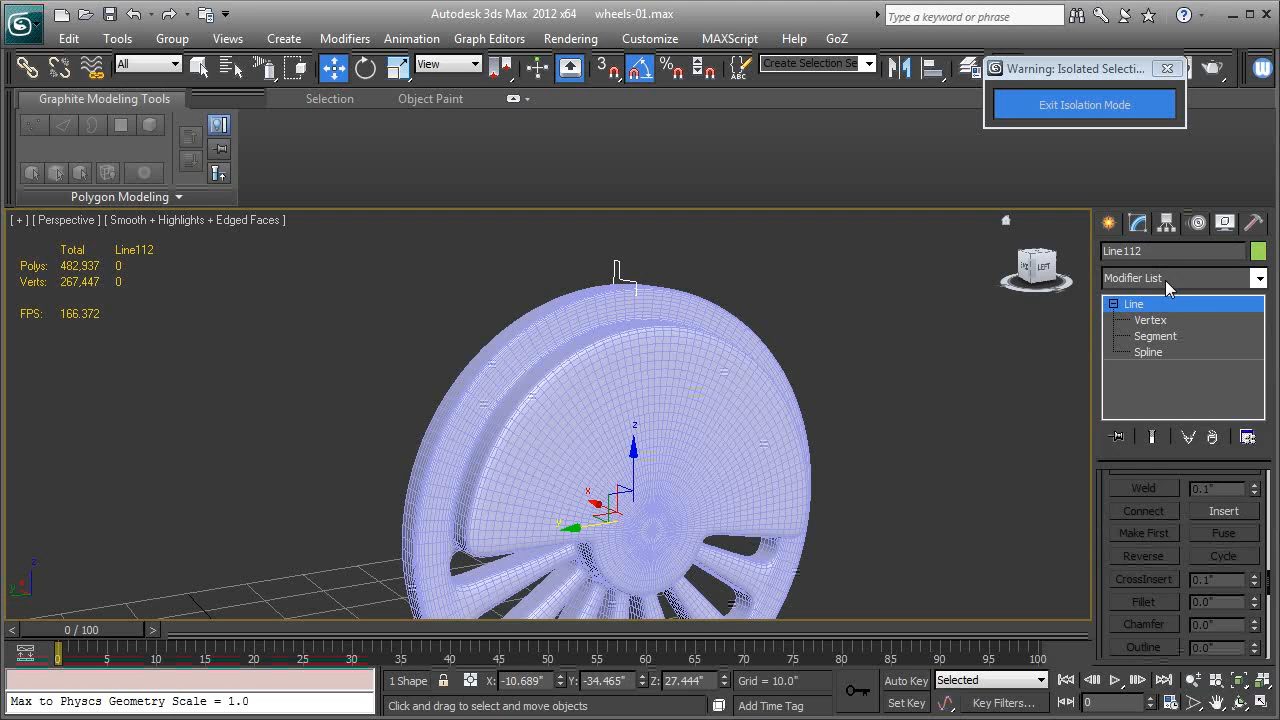 Autodesk 3ds Max 2012 x64 wheels-01.max
Type a keyword or phrase
Edit Tools Group Views Create Modifiers Animation Graph Editors Rendering Customize MAXScript Help GoZ
All
View
3
Create Selection Se
Warning: Isolated Selecti...
Exit Isolation Mode
Graphite Modeling Tools Selection Object Paint
Polygon Modeling
[ + ] [ Perspective ] [ Smooth + Highlights + Edged Faces ]
Total Line112
Polys: 482,937 0
Verts: 267,447 0
FPS: 166.372
LEFT
z
x
y
z
y
Line112
Modifier List
Line
Vertex
Segment
Spline
Weld 0.1"
Connect Insert
Make First Fuse
Reverse Cycle
CrossInsert 0.1"
Fillet 0.0"
Chamfer 0.0"
Outline 0.0"
< 0 / 100 >
0 5 10 15 20 25 30 35 40 45 50 55 60 65 70 75 80 85 90 95 100
1 Shape X: -10.689" Y: -34.465" Z: 27.444" Grid = 10.0"
Auto Key Selected
Max to Physcs Geometry Scale = 1.0
Click and drag to select and move objects
Add Time Tag
Set Key Key Filters...
0